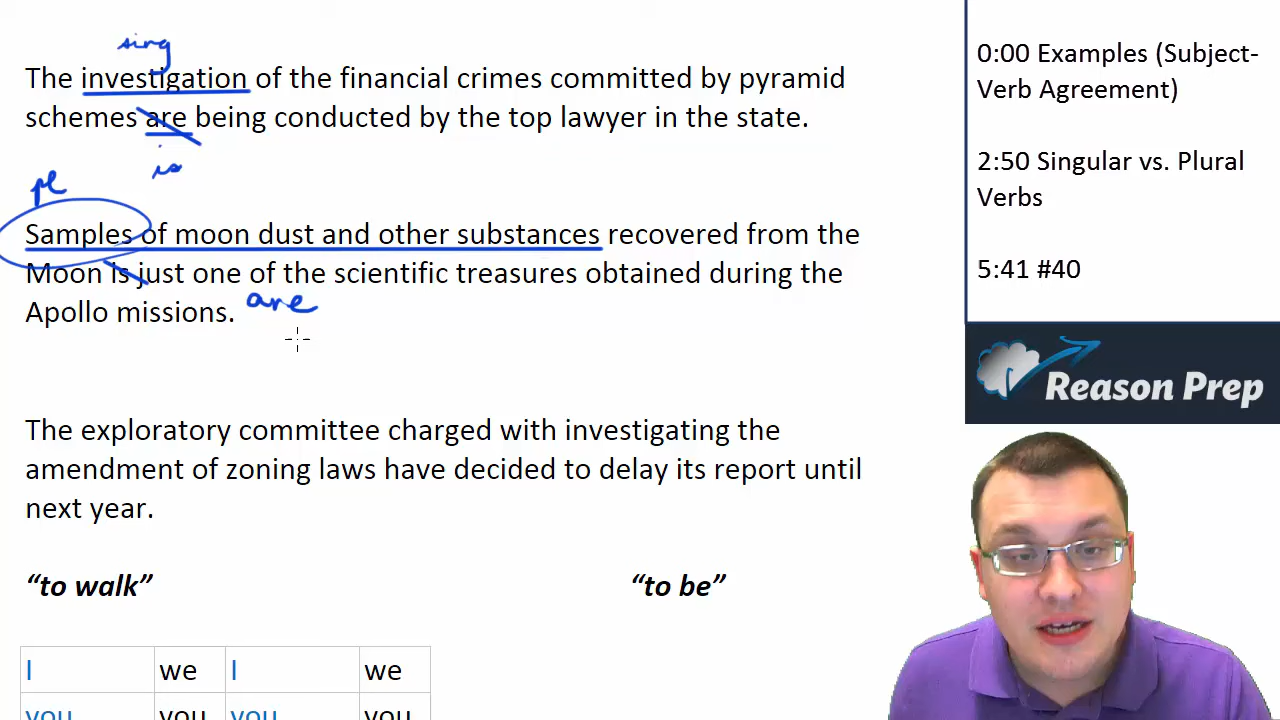 sing
The investigation of the financial crimes committed by pyramid
schemes are being conducted by the top lawyer in the state.
is
pl
Samples of moon dust and other substances recovered from the
Moon is just one of the scientific treasures obtained during the
are
Apollo missions.
The exploratory committee charged with investigating the
amendment of zoning laws have decided to delay its report until
next year.
“to walk” “to be”
I we I we
you you you you
0:00 Examples (Subject-
Verb Agreement)
2:50 Singular vs. Plural
Verbs
5:41 #40
Reason Prep